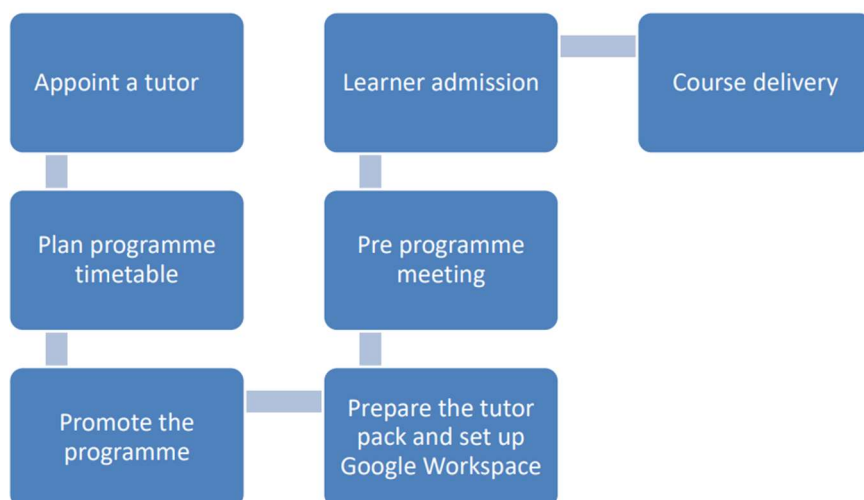 Appoint a tutor
Plan programme
timetable
Promote the
programme
Prepare the tutor
pack and set up
Google Workspace
Pre programme
meeting
Learner admission
Course delivery